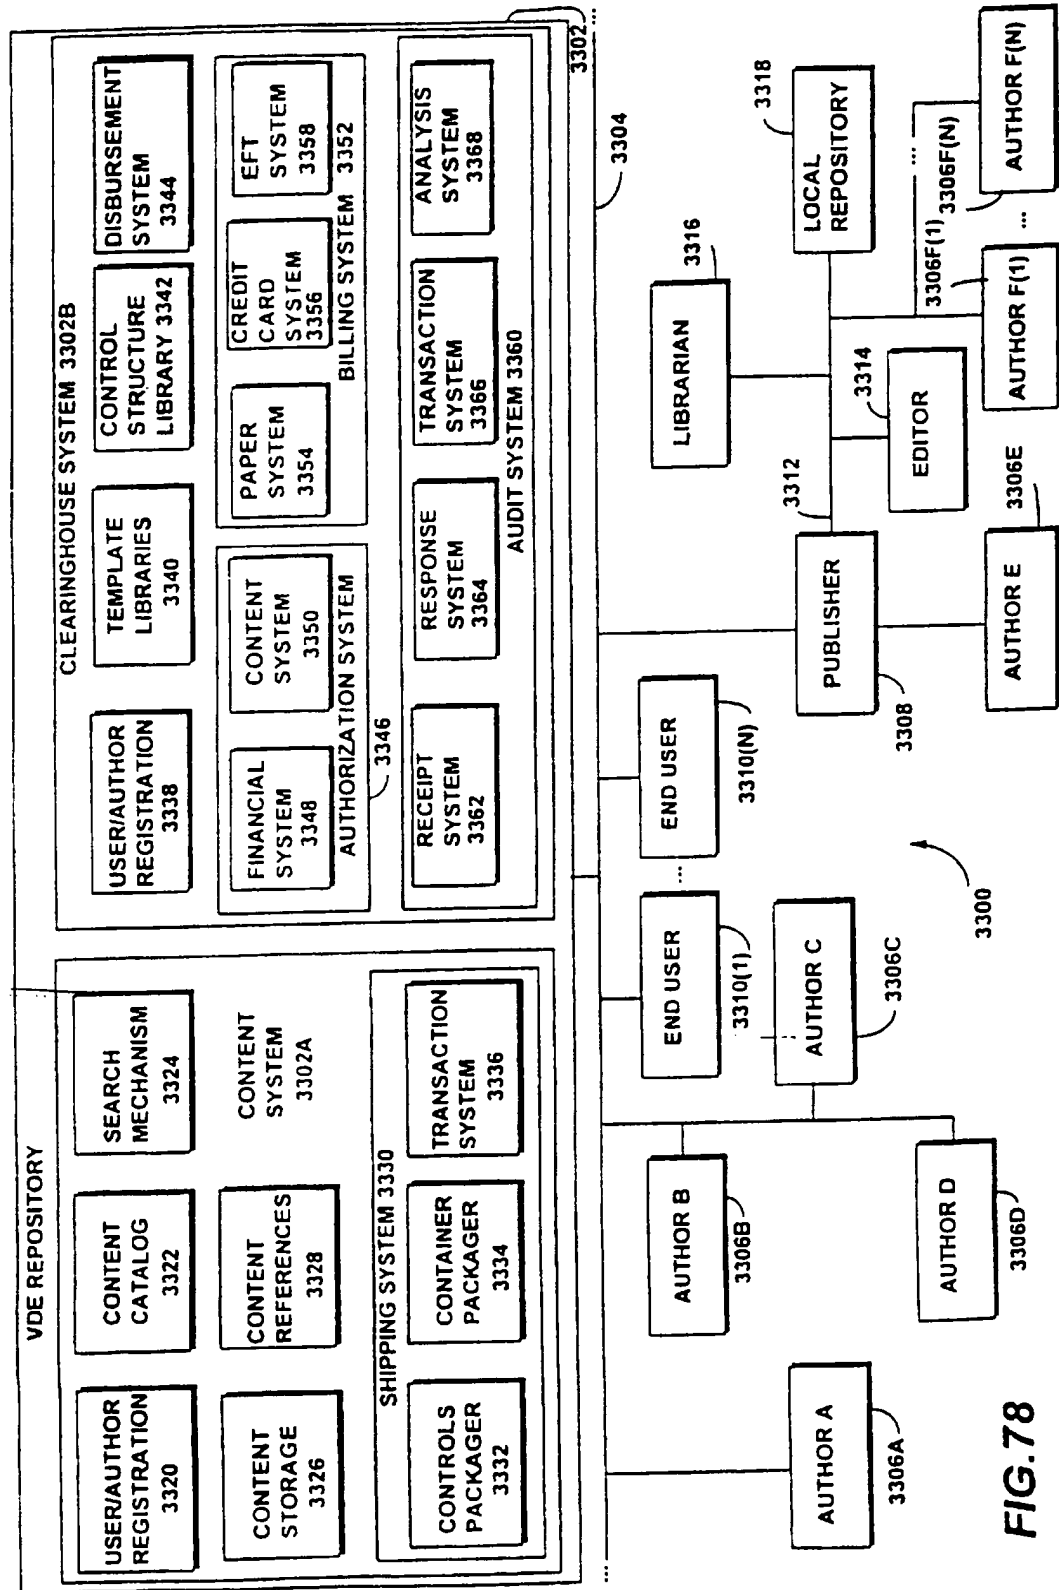 VDE REPOSITORY
USER/AUTHOR
REGISTRATION
3320
CONTENT
CATALOG
3322
SEARCH
MECHANISM
3324
CONTENT
STORAGE
3326
CONTENT
REFERENCES
3328
CONTENT
SYSTEM
3302A
SHIPPING SYSTEM 3330
CONTROLS
PACKAGER
3332
CONTAINER
PACKAGER
3334
TRANSACTION
SYSTEM
3336
CLEARINGHOUSE SYSTEM 3302B
USER/AUTHOR
REGISTRATION
3338
TEMPLATE
LIBRARIES
3340
CONTROL
STRUCTURE
LIBRARY 3342
DISBURSEMENT
SYSTEM
3344
FINANCIAL
SYSTEM
3348
CONTENT
SYSTEM
3350
AUTHORIZATION SYSTEM
3346
PAPER
SYSTEM
3354
CREDIT
CARD
SYSTEM
3356
EFT
SYSTEM
3358
BILLING SYSTEM 3352
RECEIPT
SYSTEM
3362
RESPONSE
SYSTEM
3364
TRANSACTION
SYSTEM
3366
ANALYSIS
SYSTEM
3368
AUDIT SYSTEM 3360
3302
...
...
3304
AUTHOR A
3306A
AUTHOR B
3306B
AUTHOR C
3306C
AUTHOR D
3306D
END USER
3310(1)
...
END USER
3310(N)
3300
PUBLISHER
3308
3312
AUTHOR E
3306E
LIBRARIAN
3316
EDITOR
3314
LOCAL
REPOSITORY
3318
AUTHOR F(1)
3306F(1)
...
...
AUTHOR F(N)
3306F(N)
FIG.78